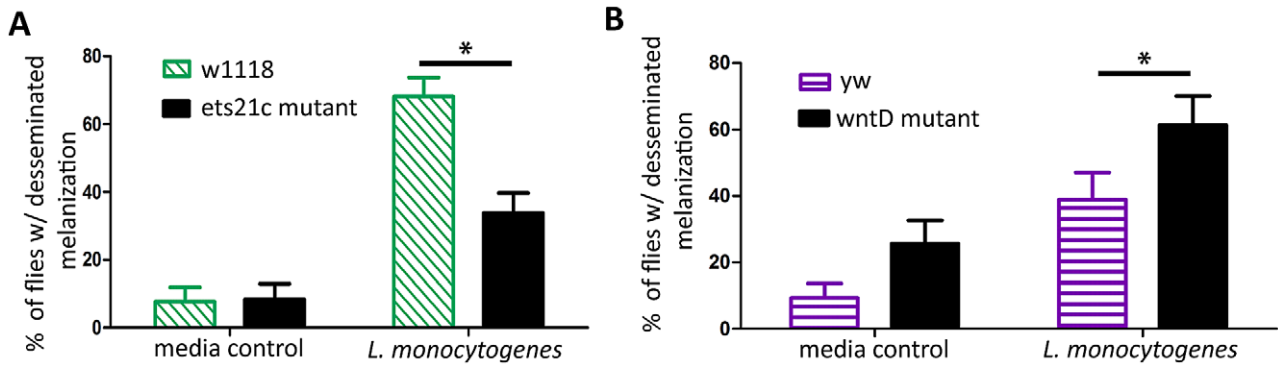 A
% of flies w/ desseminated
melanization
80
60
40
20
0
w1118
ets21c mutant
*
media control
L. monocytogenes
B
% of flies w/ desseminated
melanization
80
60
40
20
0
yw
wntD mutant
*
media control
L. monocytogenes